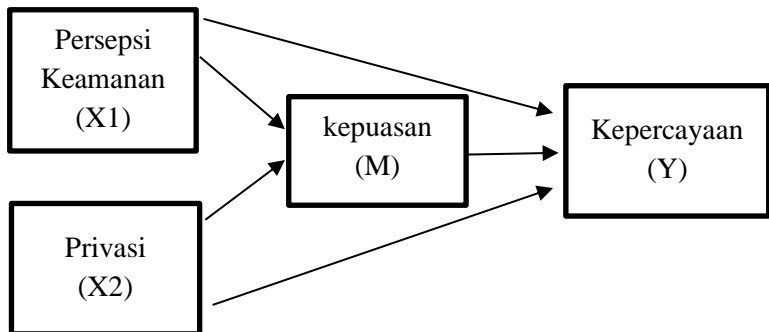 Persepsi
Keamanan
(X1)
kepuasan
(M)
Kepercayaan
(Y)
Privasi
(X2)